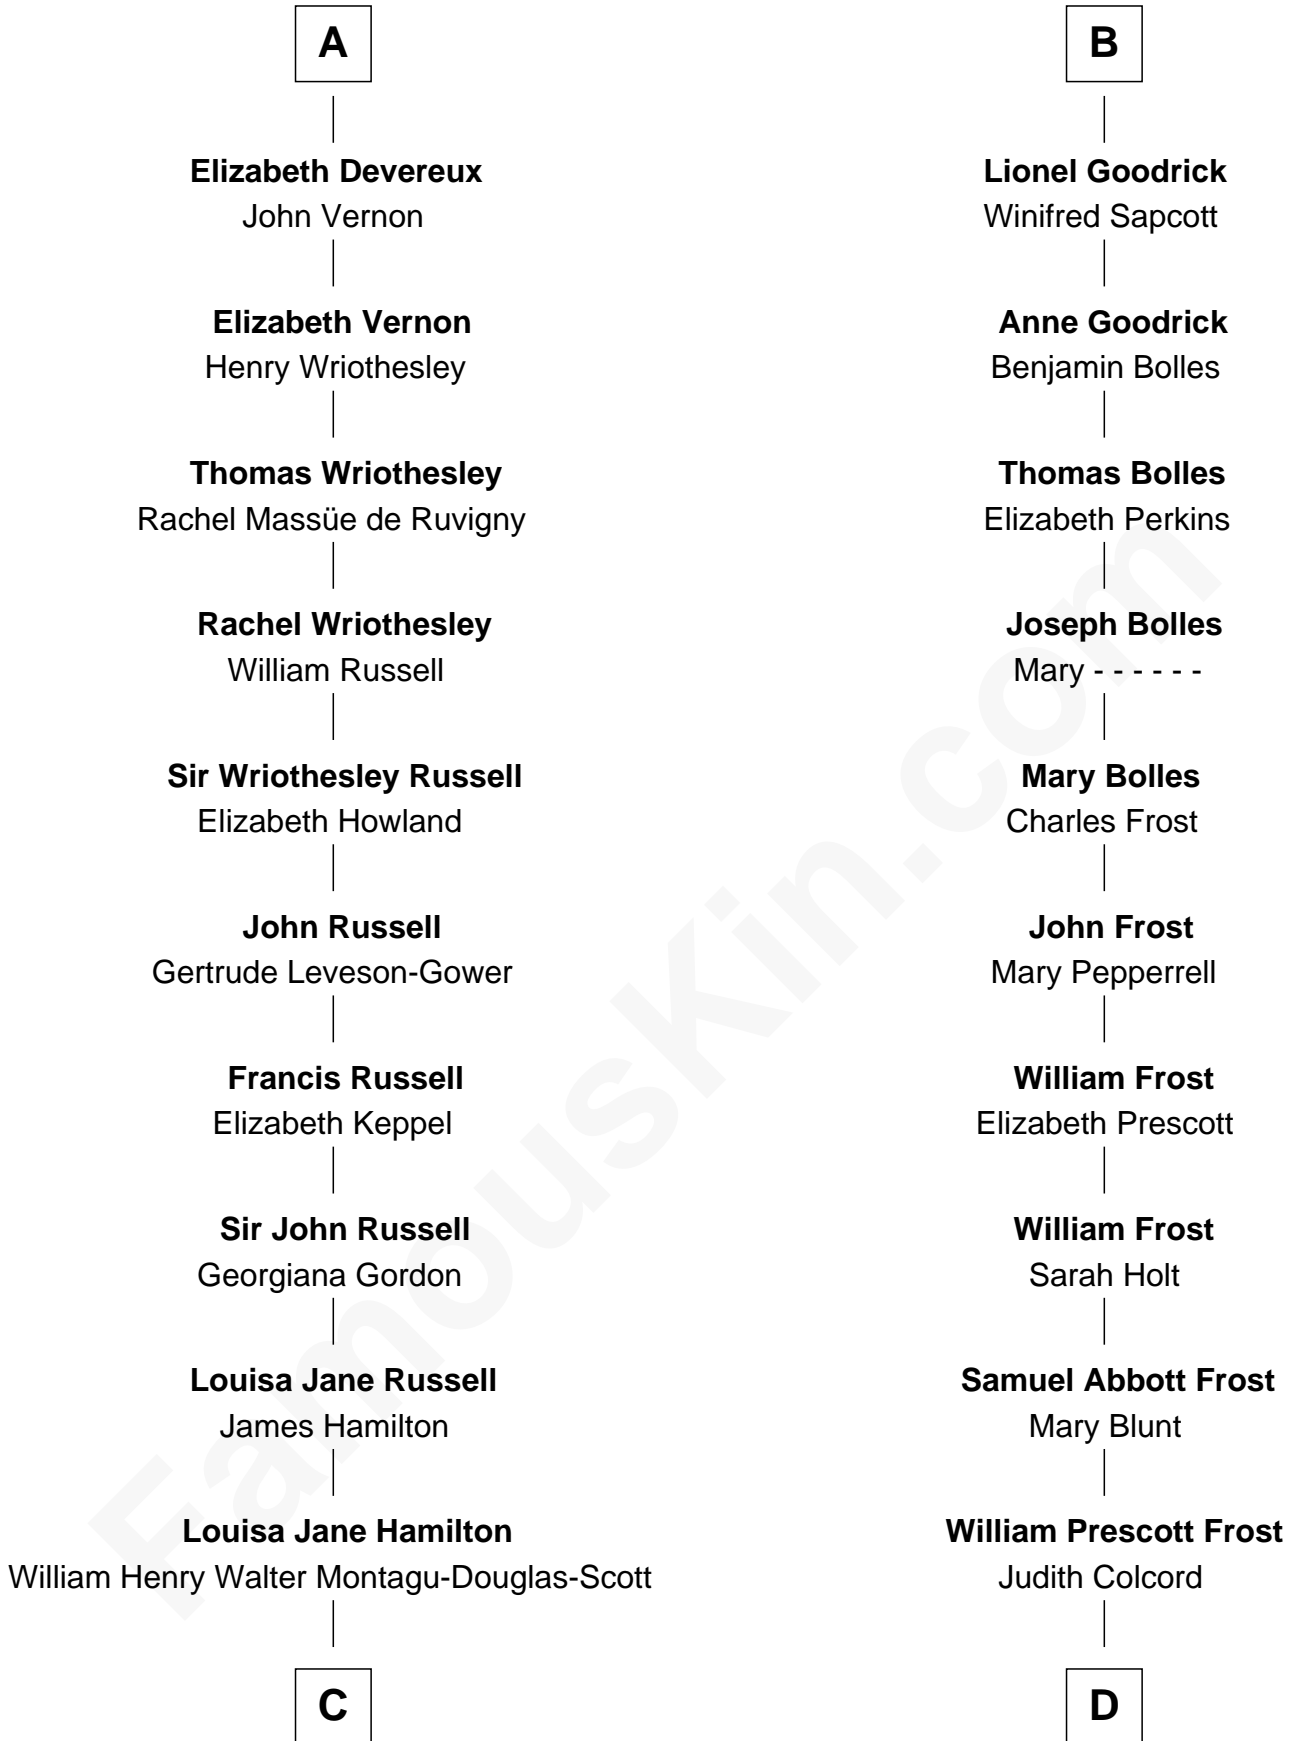 A
Elizabeth Devereux
John Vernon
Elizabeth Vernon
Henry Wriothesley
Thomas Wriothesley
Rachel Massüe de Ruvigny
Rachel Wriothesley
William Russell
Sir Wriothesley Russell
Elizabeth Howland
John Russell
Gertrude Leveson-Gower
Francis Russell
Elizabeth Keppel
Sir John Russell
Georgiana Gordon
Louisa Jane Russell
James Hamilton
Louisa Jane Hamilton
William Henry Walter Montagu-Douglas-Scott
C
B
Lionel Goodrick
Winifred Sapcott
Anne Goodrick
Benjamin Bolles
Thomas Bolles
Elizabeth Perkins
Joseph Bolles
Mary - - - - - -
Mary Bolles
Charles Frost
John Frost
Mary Pepperrell
William Frost
Elizabeth Prescott
William Frost
Sarah Holt
Samuel Abbott Frost
Mary Blunt
William Prescott Frost
Judith Colcord
D
FamousKin.com